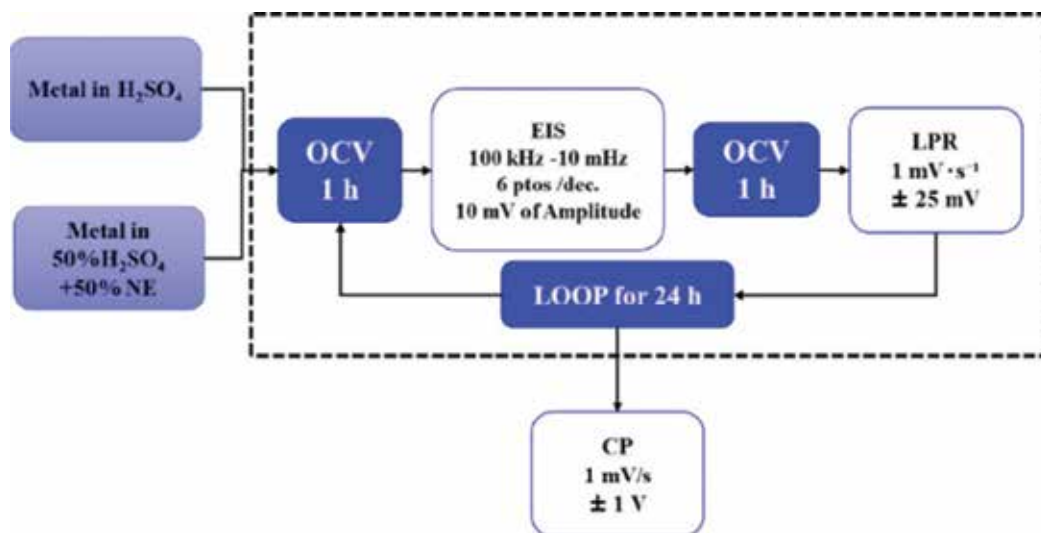 Metal in H₂SO₄
Metal in
50%H₂SO₄
+50% NE
OCV
1 h
EIS
100 kHz -10 mHz
6 ptos /dec.
10 mV of Amplitude
OCV
1 h
LPR
1 mV·s⁻¹
± 25 mV
LOOP for 24 h
CP
1 mV/s
± 1 V